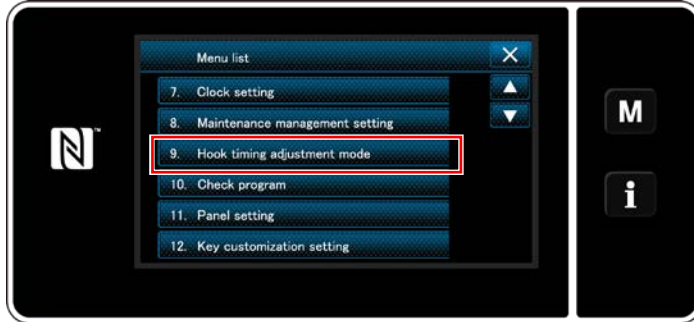 Menu list
7. Clock setting
8. Maintenance management setting
9. Hook timing adjustment mode
10. Check program
11. Panel setting
12. Key customization setting
M
i